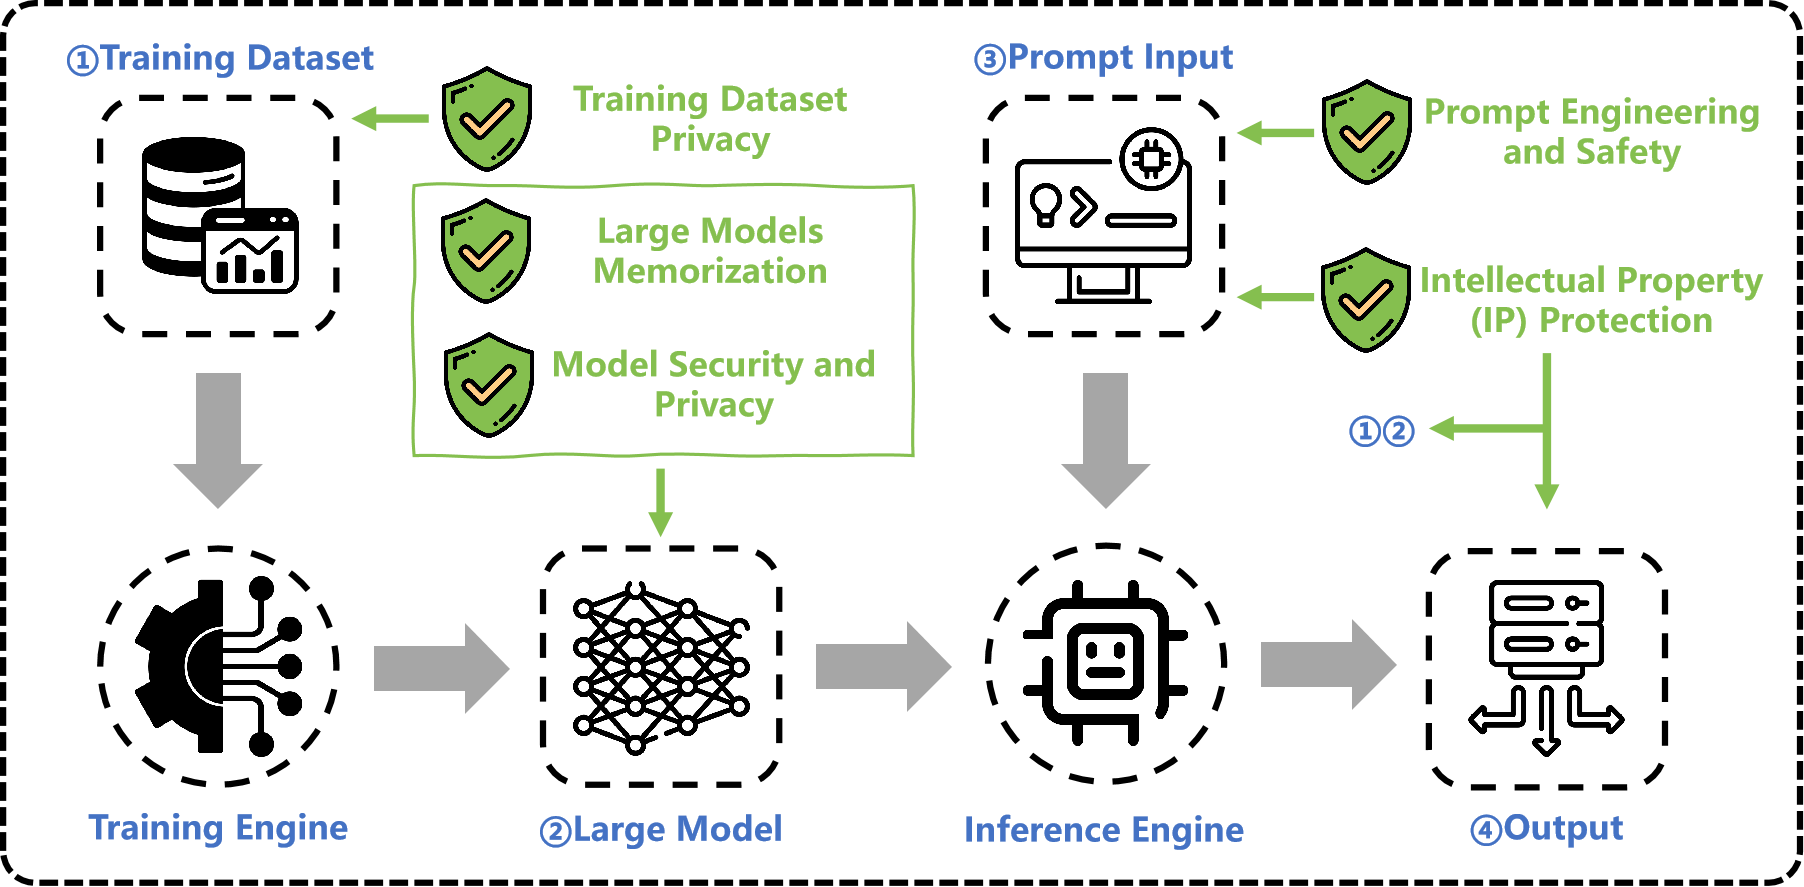 ①Training Dataset
Training Dataset
Privacy
Large Models
Memorization
Model Security and
Privacy
③Prompt Input
Prompt Engineering
and Safety
Intellectual Property
(IP) Protection
①②
Training Engine
②Large Model
Inference Engine
④Output